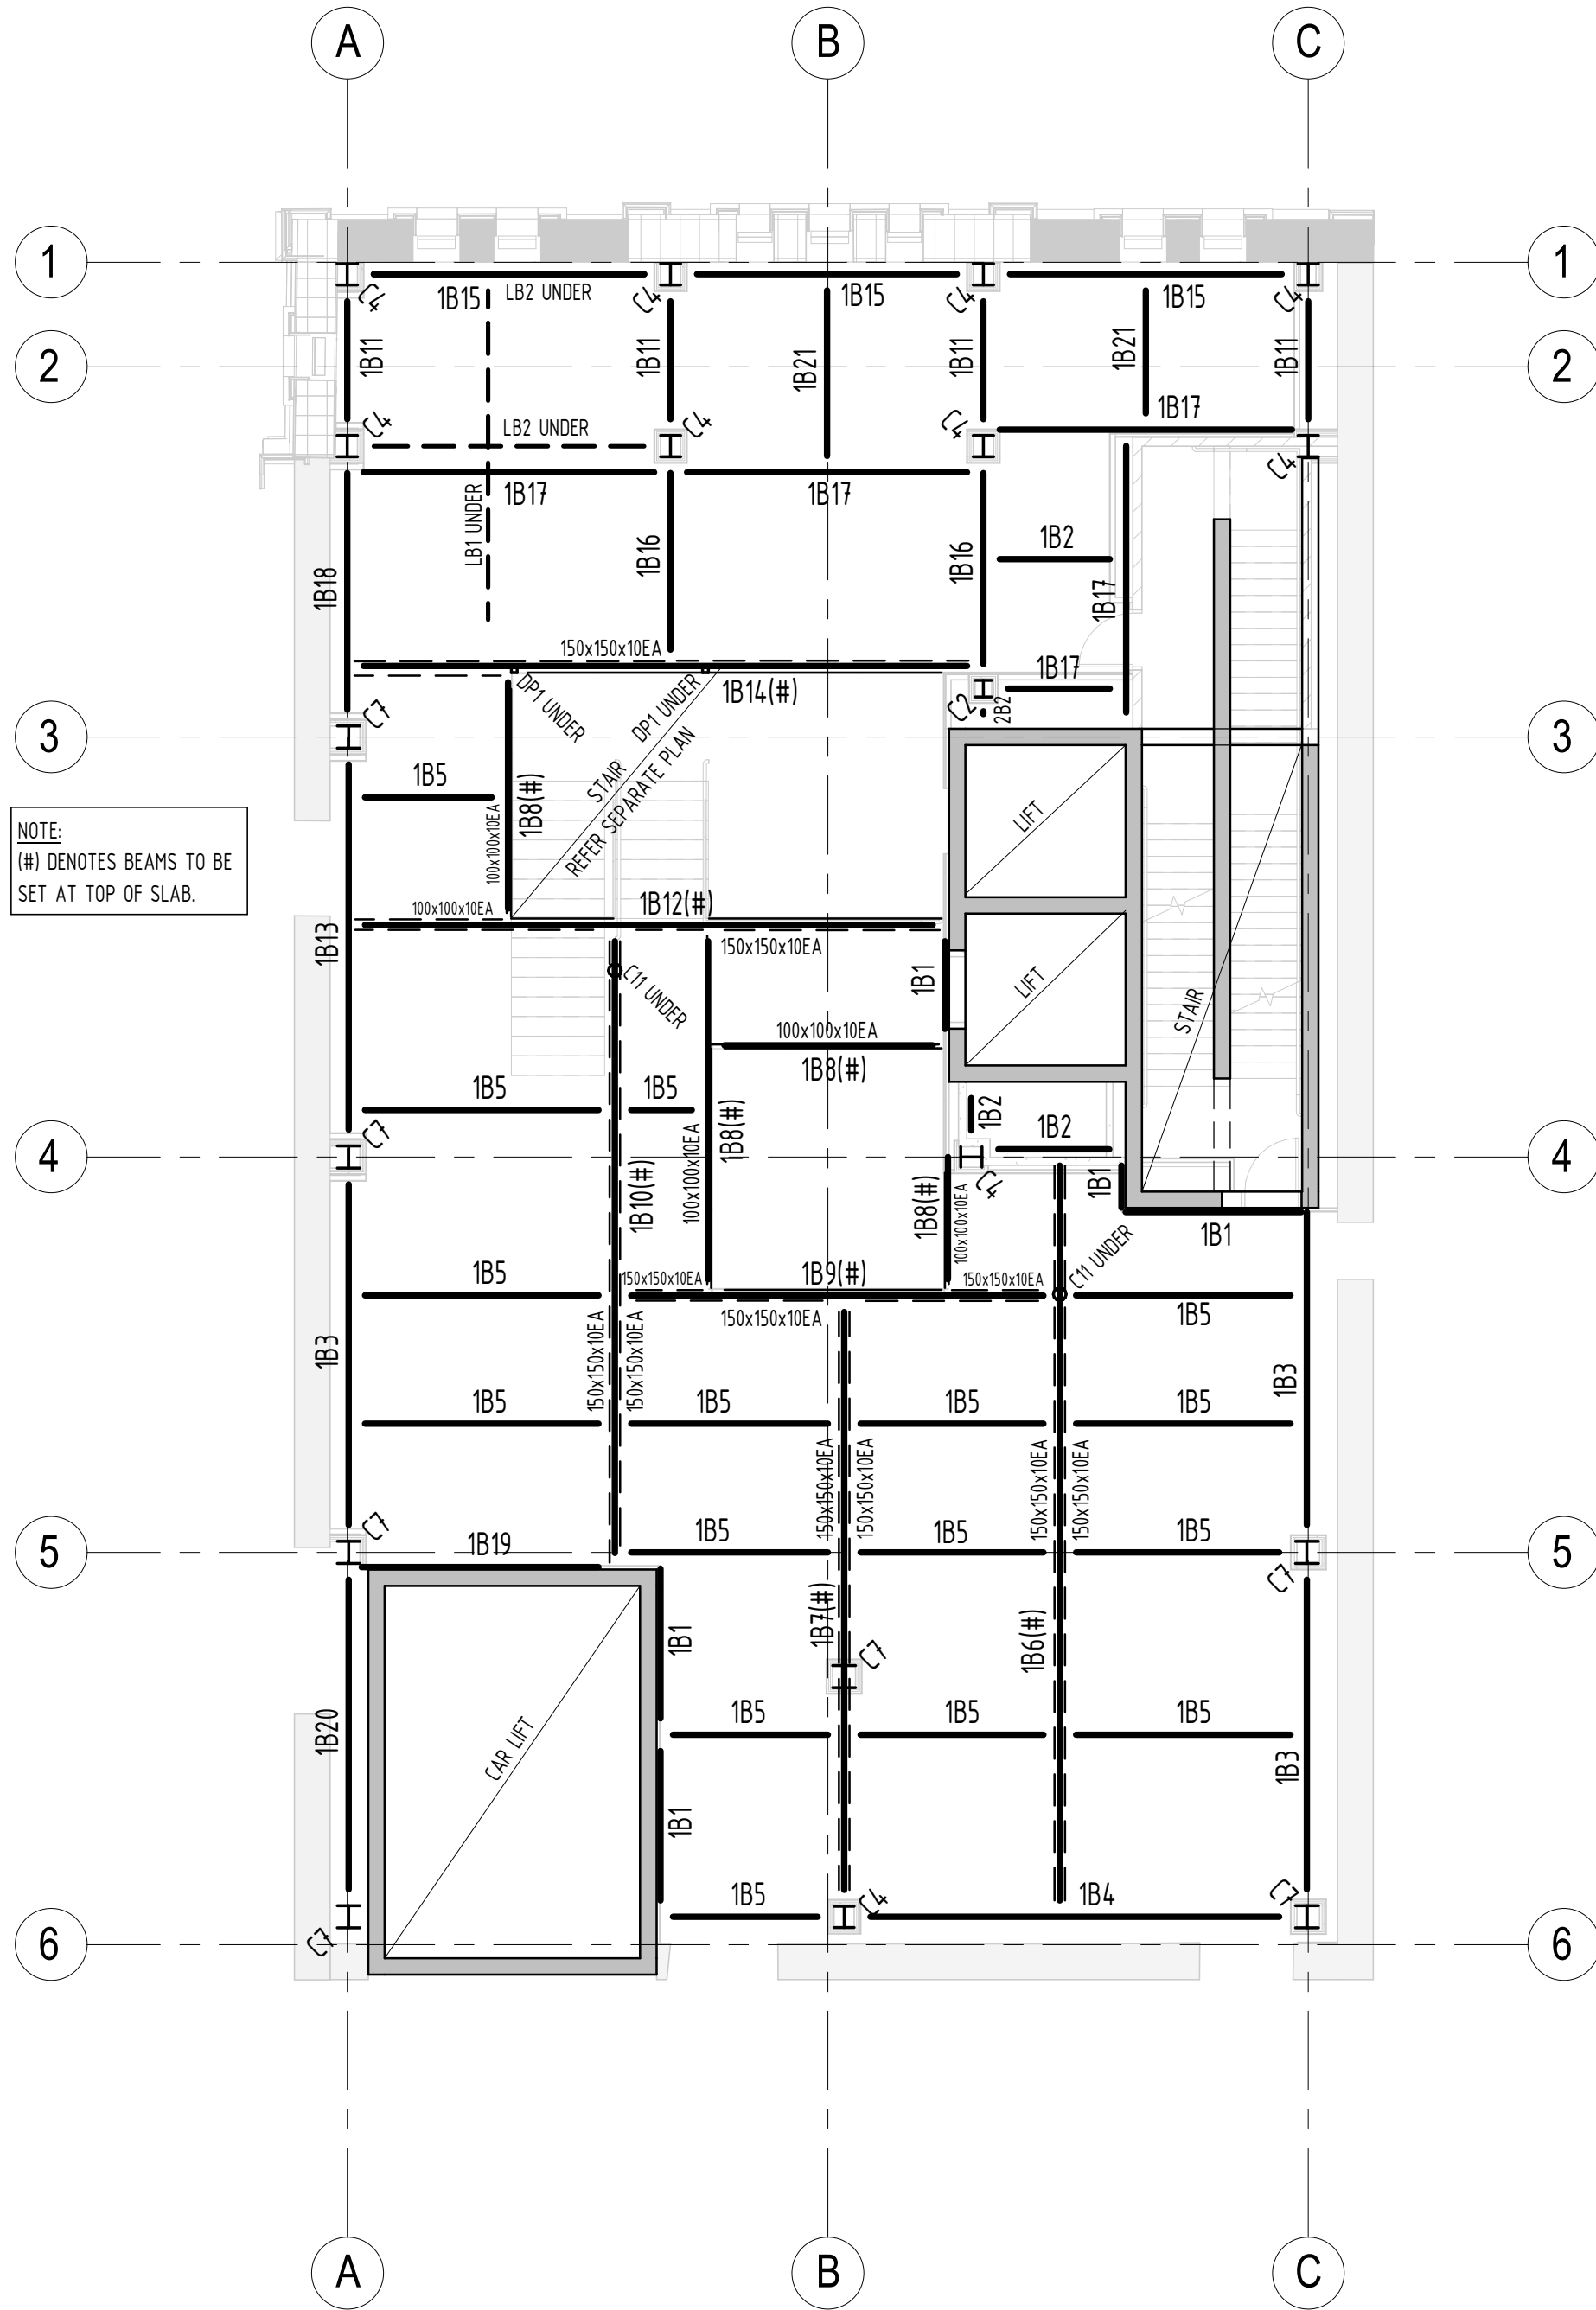 A
B
C
1
1
1B15
LB2 UNDER
1B15
1B15
C4
C4
C4
C4
2
2
1B11
1B11
1B21
1B11
1B21
1B11
C4
LB2 UNDER
C4
C4
1B17
C4
1B17
1B17
LB1 UNDER
1B18
1B16
1B16
1B2
1B17
150x150x10EA
1B17
DP1 UNDER
DP1 UNDER
1B14(#)
C2
2B2
3
C7
3
1B5
1B8(#)
100x100x10EA
STAIR
REFER SEPARATE PLAN
LIFT
NOTE:
(#) DENOTES BEAMS TO BE
SET AT TOP OF SLAB.
100x100x10EA
1B12(#)
1B13
150x150x10EA
C11 UNDER
1B1
LIFT
STAIR
100x100x10EA
1B8(#)
1B5
1B5
1B8(#)
100x100x10EA
1B2
1B2
4
C7
4
C4
1B10(#)
1B8(#)
100x100x10EA
1B1
1B1
C11 UNDER
1B5
150x150x10EA
1B9(#)
150x150x10EA
150x150x10EA
1B5
1B3
150x150x10EA
150x150x10EA
1B3
1B5
1B5
1B5
1B5
150x150x10EA
150x150x10EA
150x150x10EA
150x150x10EA
5
C7
1B19
1B5
1B5
1B5
5
C7
1B1
1B7(#)
C7
1B6(#)
1B20
CAR LIFT
1B5
1B5
1B5
1B3
1B1
1B5
C4
1B4
C7
C7
6
6
A
B
C